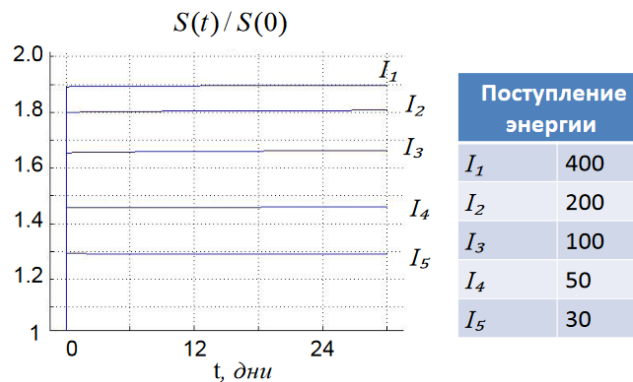 S(t) / S(0)
2.0
1.8
1.6
1.4
1.2
1
0
12
24
t, дни
I₁
I₂
I₃
I₄
I₅
Поступление
энергии
I₁ 400
I₂ 200
I₃ 100
I₄ 50
I₅ 30